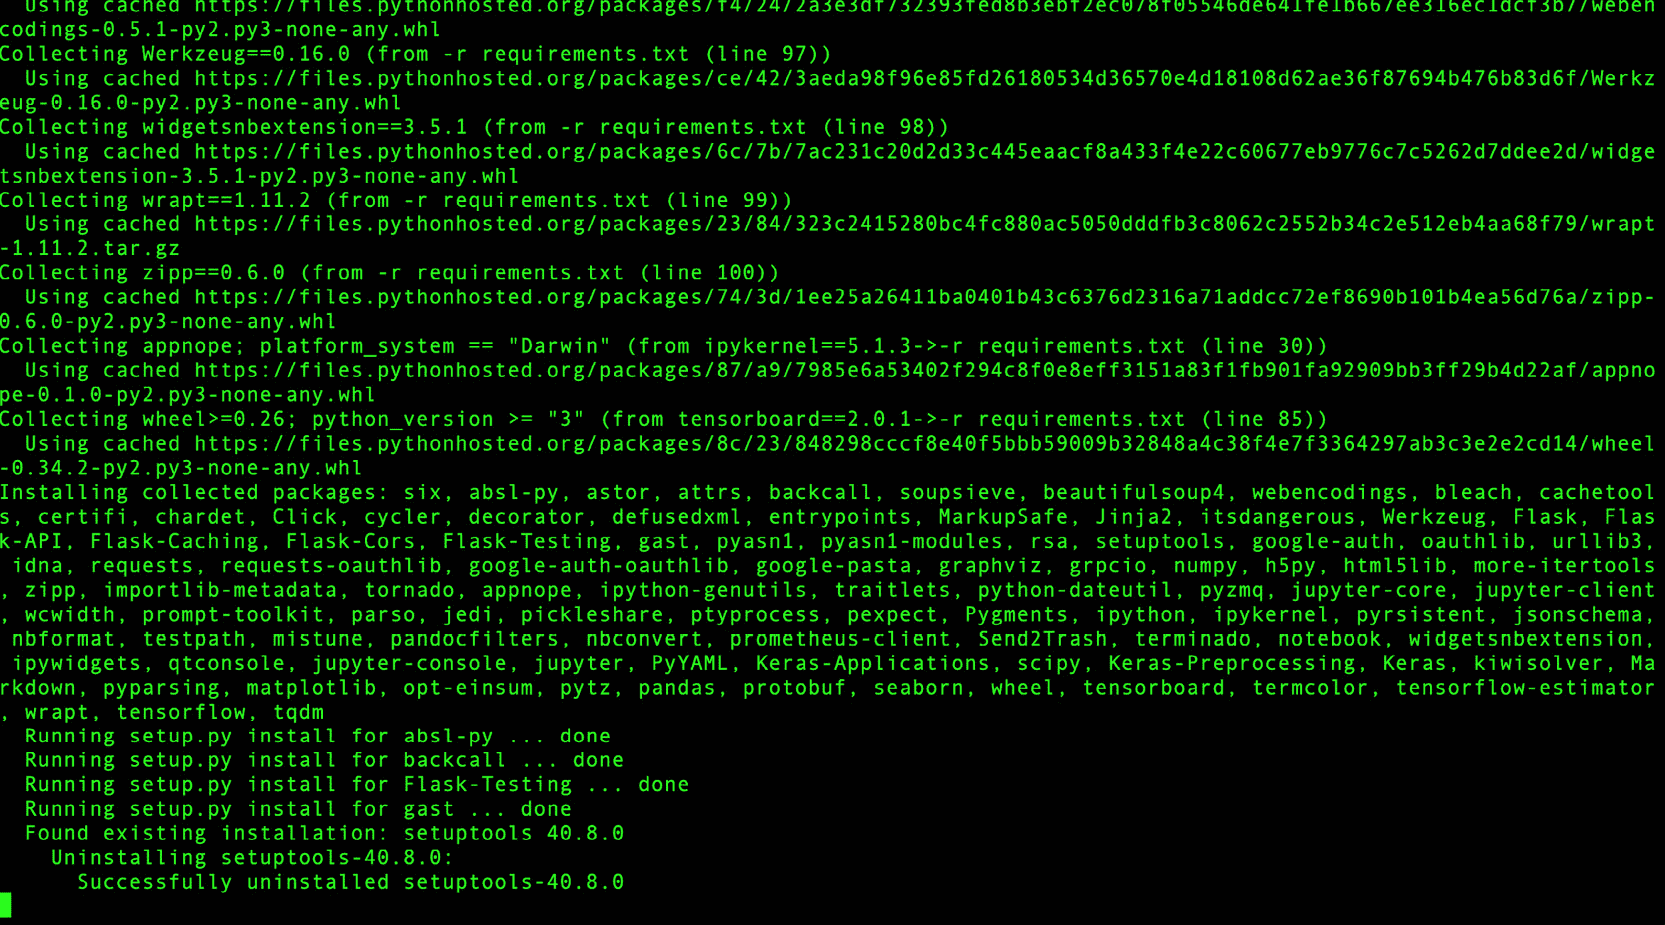 Using cached https://files.pythonhosted.org/packages/f4/24/2a3e3df732393fed8b3ebf2ec078f05546de641fe1b667ee316ec1dcf3b7/weben
codings-0.5.1-py2.py3-none-any.whl
Collecting Werkzeug==0.16.0 (from -r requirements.txt (line 97))
  Using cached https://files.pythonhosted.org/packages/ce/42/3aeda98f96e85fd26180534d36570e4d18108d62ae36f87694b476b83d6f/Werkz
eug-0.16.0-py2.py3-none-any.whl
Collecting widgetsnbextension==3.5.1 (from -r requirements.txt (line 98))
  Using cached https://files.pythonhosted.org/packages/6c/7b/7ac231c20d2d33c445eaacf8a433f4e22c60677eb9776c7c5262d7ddee2d/widge
tsnbextension-3.5.1-py2.py3-none-any.whl
Collecting wrapt==1.11.2 (from -r requirements.txt (line 99))
  Using cached https://files.pythonhosted.org/packages/23/84/323c2415280bc4fc880ac5050dddfb3c8062c2552b34c2e512eb4aa68f79/wrapt
-1.11.2.tar.gz
Collecting zipp==0.6.0 (from -r requirements.txt (line 100))
  Using cached https://files.pythonhosted.org/packages/74/3d/1ee25a26411ba0401b43c6376d2316a71addcc72ef8690b101b4ea56d76a/zipp-
0.6.0-py2.py3-none-any.whl
Collecting appnope; platform_system == "Darwin" (from ipykernel==5.1.3->-r requirements.txt (line 30))
  Using cached https://files.pythonhosted.org/packages/87/a9/7985e6a53402f294c8f0e8eff3151a83f1fb901fa92909bb3ff29b4d22af/appno
pe-0.1.0-py2.py3-none-any.whl
Collecting wheel>=0.26; python_version >= "3" (from tensorboard==2.0.1->-r requirements.txt (line 85))
  Using cached https://files.pythonhosted.org/packages/8c/23/848298cccf8e40f5bbb59009b32848a4c38f4e7f3364297ab3c3e2e2cd14/wheel
-0.34.2-py2.py3-none-any.whl
Installing collected packages: six, absl-py, astor, attrs, backcall, soupsieve, beautifulsoup4, webencodings, bleach, cachetool
s, certifi, chardet, Click, cycler, decorator, defusedxml, entrypoints, MarkupSafe, Jinja2, itsdangerous, Werkzeug, Flask, Flas
k-API, Flask-Caching, Flask-Cors, Flask-Testing, gast, pyasn1, pyasn1-modules, rsa, setuptools, google-auth, oauthlib, urllib3,
 idna, requests, requests-oauthlib, google-auth-oauthlib, google-pasta, graphviz, grpcio, numpy, h5py, html5lib, more-itertools
, zipp, importlib-metadata, tornado, appnope, ipython-genutils, traitlets, python-dateutil, pyzmq, jupyter-core, jupyter-client
, wcwidth, prompt-toolkit, parso, jedi, pickleshare, ptyprocess, pexpect, Pygments, ipython, ipykernel, pyrsistent, jsonschema,
 nbformat, testpath, mistune, pandocfilters, nbconvert, prometheus-client, Send2Trash, terminado, notebook, widgetsnbextension,
 ipywidgets, qtconsole, jupyter-console, jupyter, PyYAML, Keras-Applications, scipy, Keras-Preprocessing, Keras, kiwisolver, Ma
rkdown, pyparsing, matplotlib, opt-einsum, pytz, pandas, protobuf, seaborn, wheel, tensorboard, termcolor, tensorflow-estimator
, wrapt, tensorflow, tqdm
  Running setup.py install for absl-py ... done
  Running setup.py install for backcall ... done
  Running setup.py install for Flask-Testing ... done
  Running setup.py install for gast ... done
  Found existing installation: setuptools 40.8.0
    Uninstalling setuptools-40.8.0:
      Successfully uninstalled setuptools-40.8.0